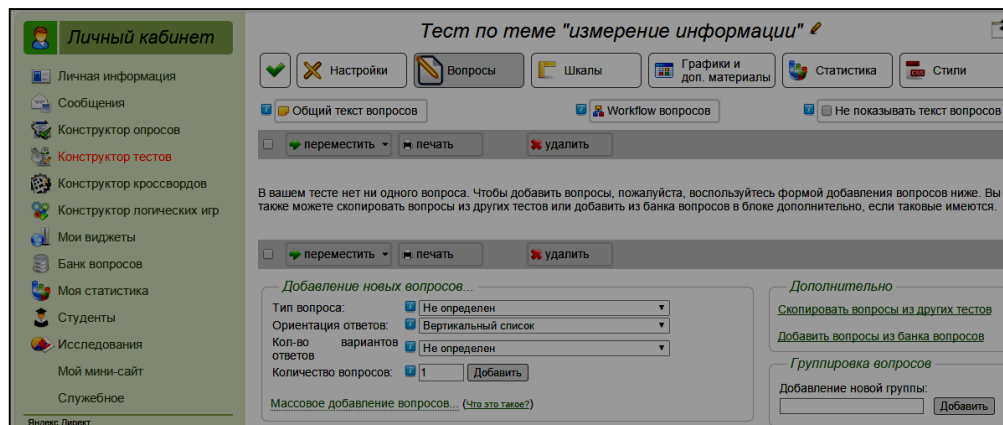 Личный кабинет
Личная информация
Сообщения
Конструктор опросов
Конструктор тестов
Конструктор кроссвордов
Конструктор логических игр
Мои виджеты
Банк вопросов
Моя статистика
Студенты
Исследования
Мой мини-сайт
Служебное
Яндекс Директ
Тест по теме "измерение информации"
Настройки
Вопросы
Шкалы
Графики и
доп. материалы
Статистика
CSS
Стили
? Общий текст вопросов
? Workflow вопросов
? Не показывать текст вопросов
переместить печать удалить
В вашем тесте нет ни одного вопроса. Чтобы добавить вопросы, пожалуйста, воспользуйтесь формой добавления вопросов ниже. Вы
также можете скопировать вопросы из других тестов или добавить из банка вопросов в блоке дополнительно, если таковые имеются.
переместить печать удалить
Добавление новых вопросов...
Тип вопроса: ? Не определен
Ориентация ответов: ? Вертикальный список
Кол-во вариантов
ответов ? Не определен
Количество вопросов: ? 1 Добавить
Массовое добавление вопросов... (Что это такое?)
Дополнительно
Скопировать вопросы из других тестов
Добавить вопросы из банка вопросов
Группировка вопросов
Добавление новой группы:
Добавить